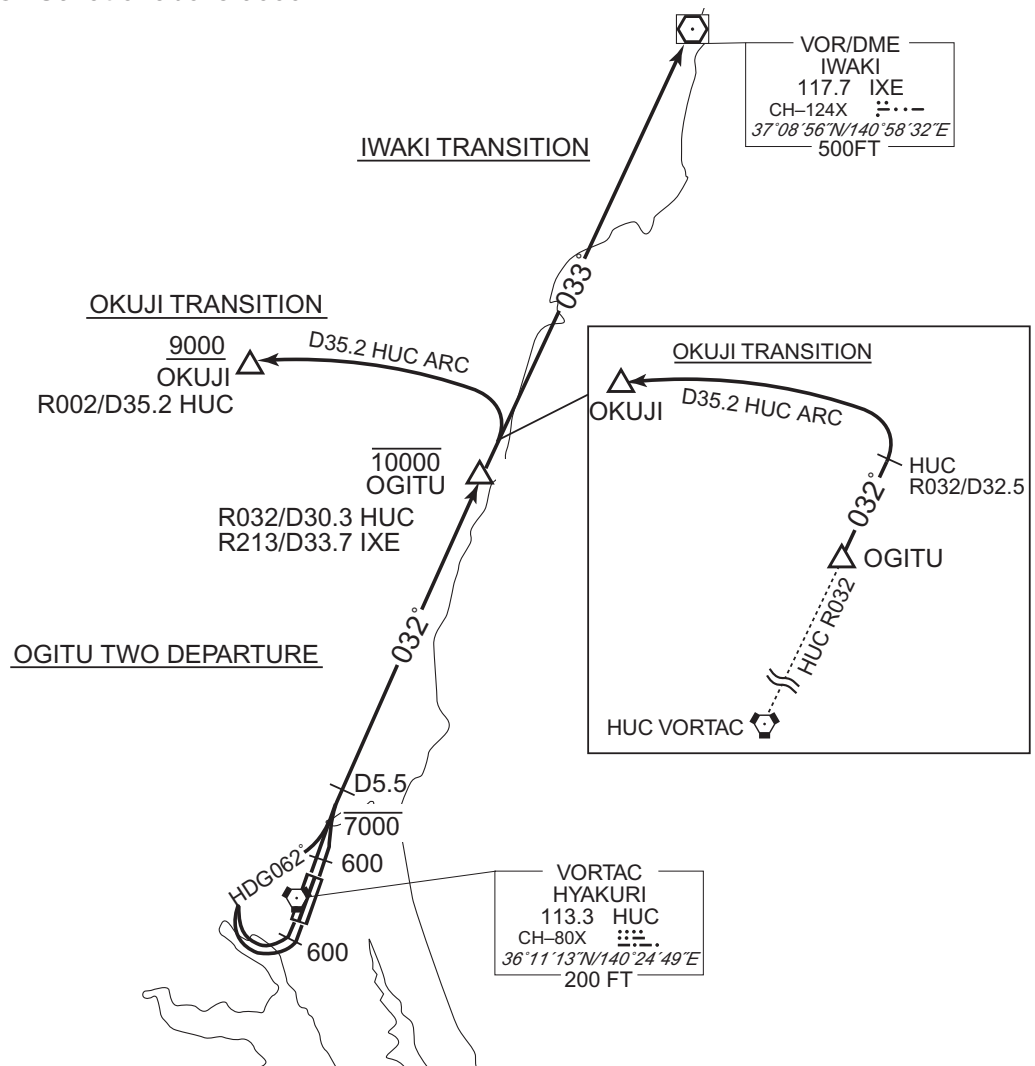 VOR/DME
IWAKI
117.7 IXE
CH–124X
37°08´56˝N/140°58´32˝E
500FT
IWAKI TRANSITION
033°
OKUJI TRANSITION
9000
OKUJI
R002/D35.2 HUC
D35.2 HUC ARC
10000
OGITU
R032/D30.3 HUC
R213/D33.7 IXE
OKUJI TRANSITION
OKUJI
D35.2 HUC ARC
HUC
R032/D32.5
032°
OGITU
HUC R032
HUC VORTAC
032°
OGITU TWO DEPARTURE
D5.5
7000
HDG062°
600
600
VORTAC
HYAKURI
113.3 HUC
CH–80X
36°11´13˝N/140°24´49˝E
200 FT